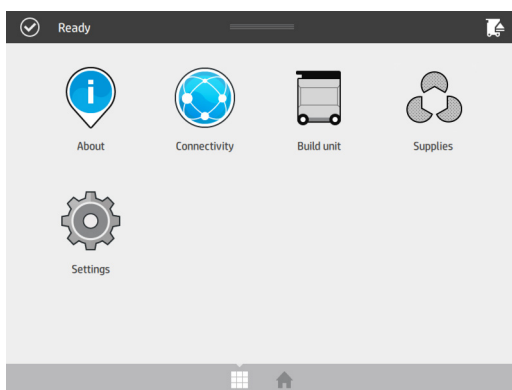 Ready
About
Connectivity
Build unit
Supplies
Settings